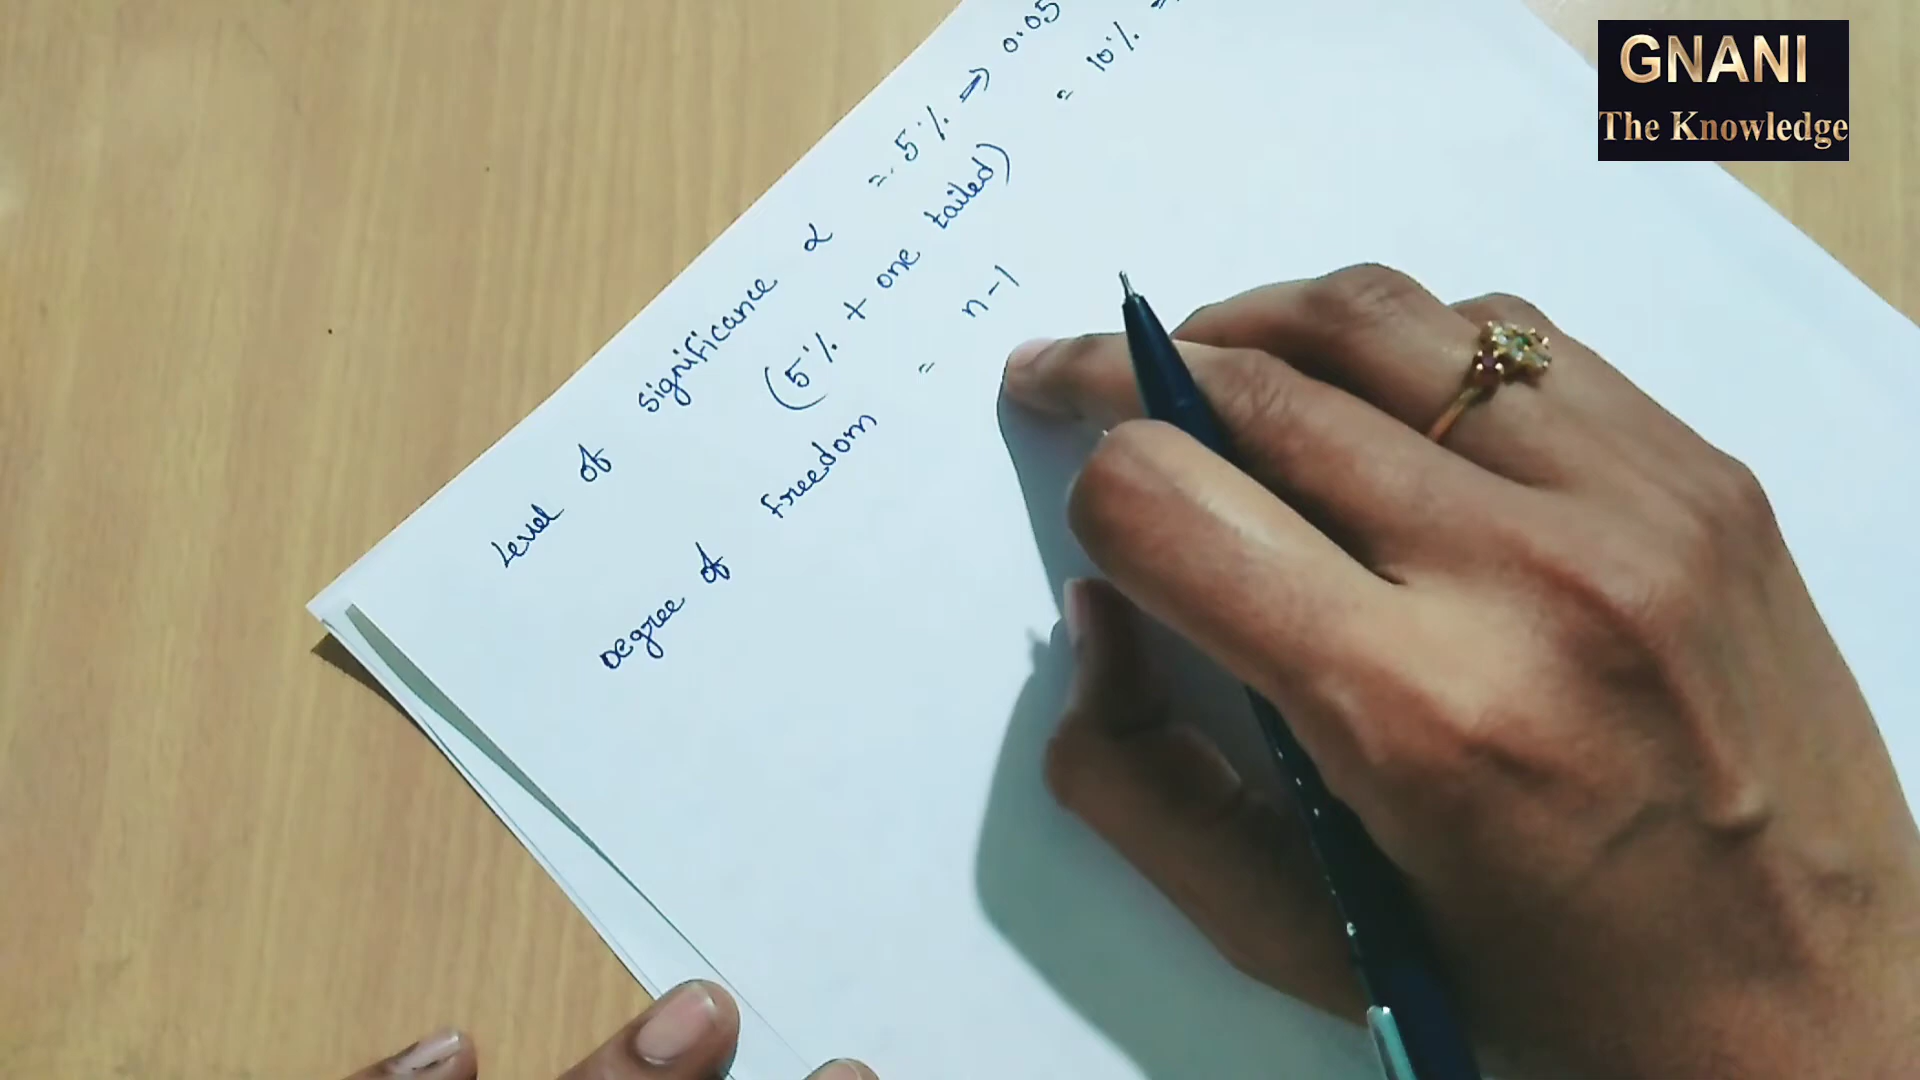 GNANI
The Knowledge
Level of significance α = 5% → 0.05
(5% + one tailed) = 10% →
Degree of freedom = n-1